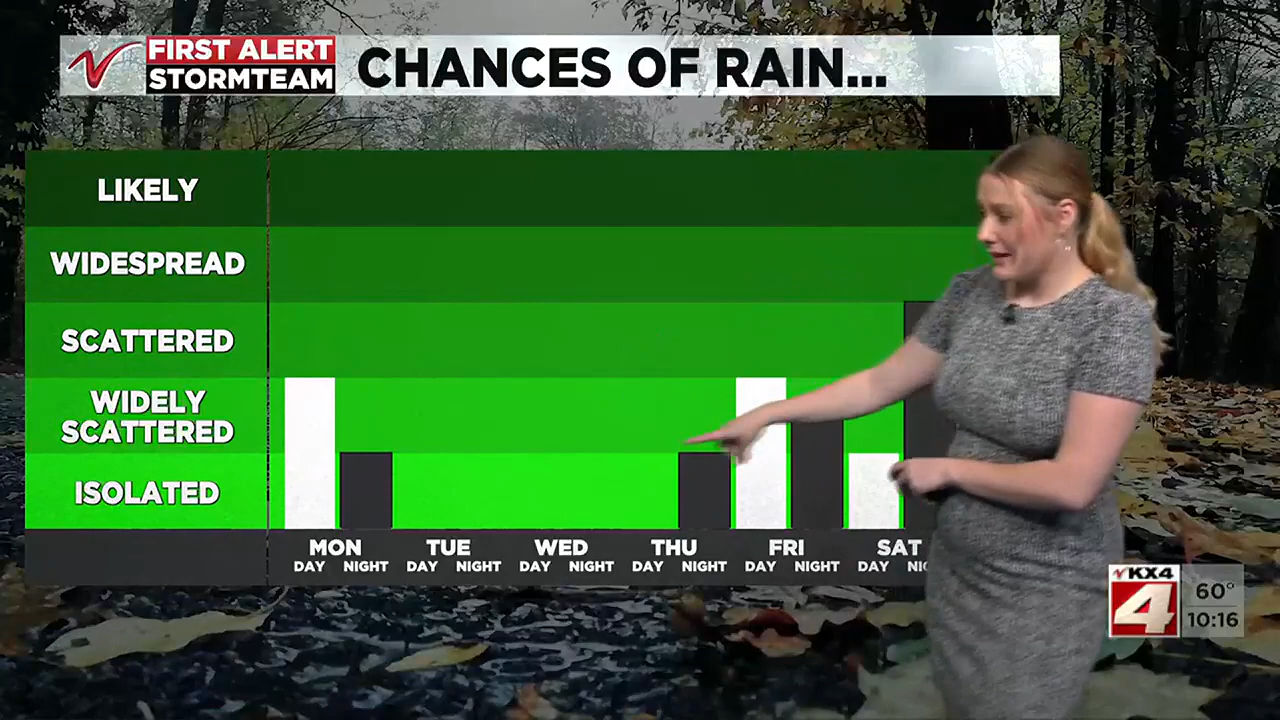 FIRST ALERT
STORMTEAM
CHANCES OF RAIN...
LIKELY
WIDESPREAD
SCATTERED
WIDELY
SCATTERED
ISOLATED
MON TUE WED THU FRI SAT
DAY NIGHT DAY NIGHT DAY NIGHT DAY NIGHT DAY NIGHT DAY
KX4
4
60°
10:16